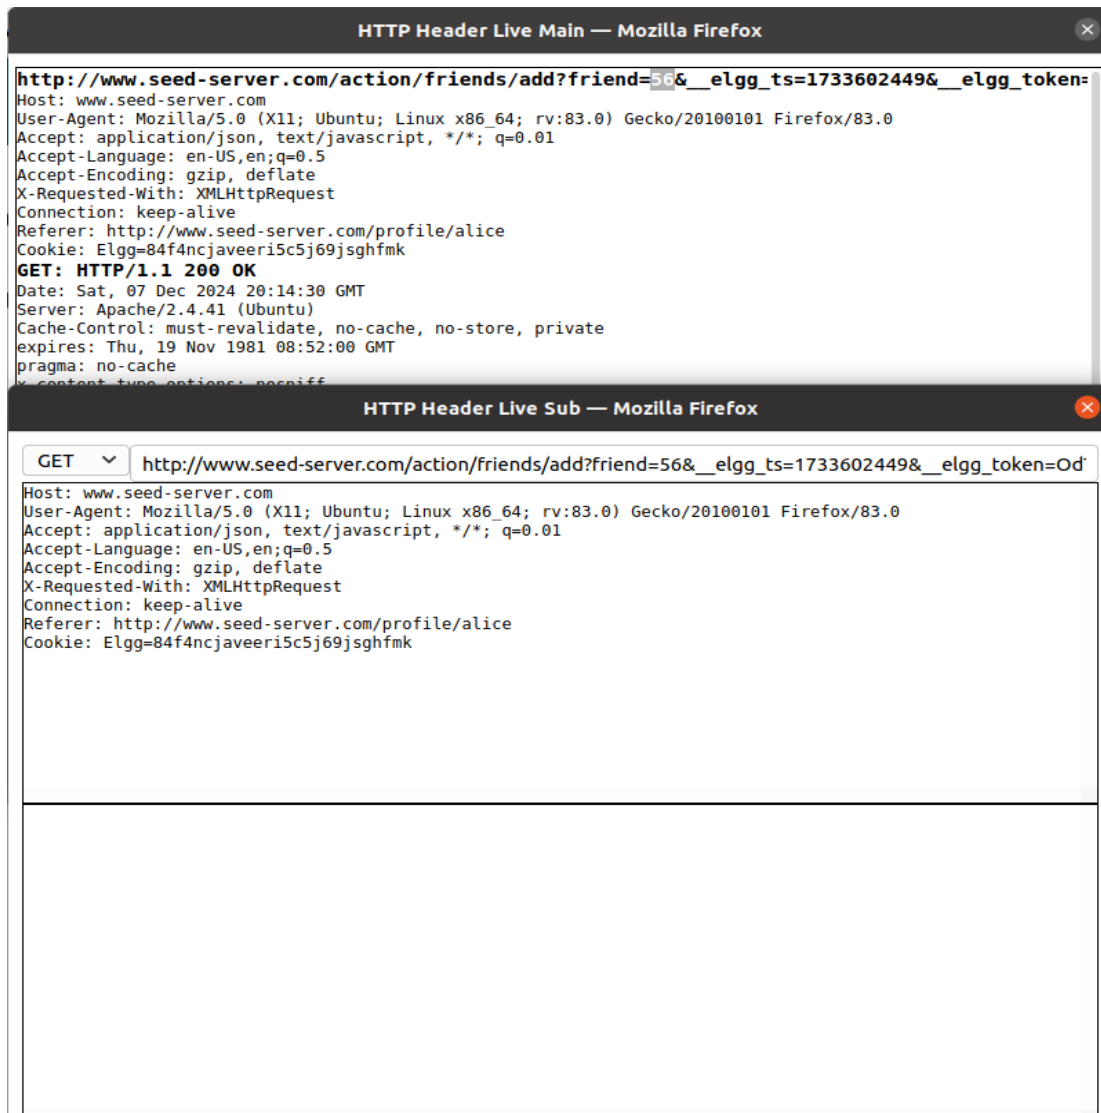 HTTP Header Live Main — Mozilla Firefox
http://www.seed-server.com/action/friends/add?friend=56&__elgg_ts=1733602449&__elgg_token=
Host: www.seed-server.com
User-Agent: Mozilla/5.0 (X11; Ubuntu; Linux x86_64; rv:83.0) Gecko/20100101 Firefox/83.0
Accept: application/json, text/javascript, */*; q=0.01
Accept-Language: en-US,en;q=0.5
Accept-Encoding: gzip, deflate
X-Requested-With: XMLHttpRequest
Connection: keep-alive
Referer: http://www.seed-server.com/profile/alice
Cookie: Elgg=84f4ncjaveeri5c5j69jsghfmk
GET: HTTP/1.1 200 OK
Date: Sat, 07 Dec 2024 20:14:30 GMT
Server: Apache/2.4.41 (Ubuntu)
Cache-Control: must-revalidate, no-cache, no-store, private
expires: Thu, 19 Nov 1981 08:52:00 GMT
pragma: no-cache
x-content-type-options: nosniff
HTTP Header Live Sub — Mozilla Firefox
GET http://www.seed-server.com/action/friends/add?friend=56&__elgg_ts=1733602449&__elgg_token=Od
Host: www.seed-server.com
User-Agent: Mozilla/5.0 (X11; Ubuntu; Linux x86_64; rv:83.0) Gecko/20100101 Firefox/83.0
Accept: application/json, text/javascript, */*; q=0.01
Accept-Language: en-US,en;q=0.5
Accept-Encoding: gzip, deflate
X-Requested-With: XMLHttpRequest
Connection: keep-alive
Referer: http://www.seed-server.com/profile/alice
Cookie: Elgg=84f4ncjaveeri5c5j69jsghfmk